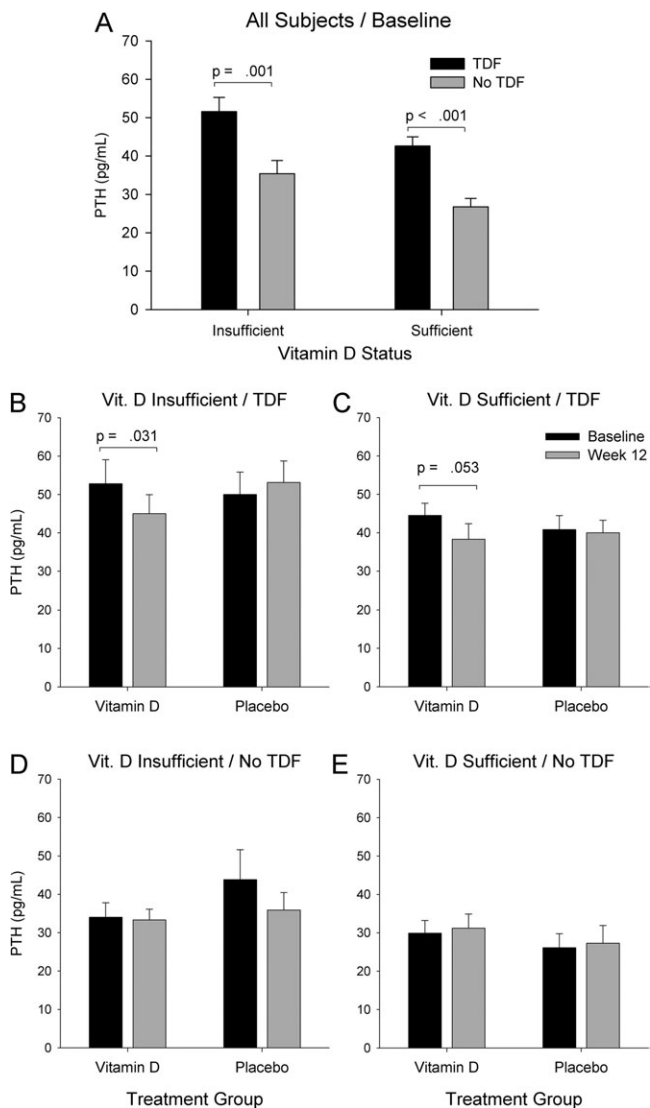 A
All Subjects / Baseline
70
60
50
40
30
20
10
0
PTH (pg/mL)
p = .001
p < .001
TDF
No TDF
Insufficient
Sufficient
Vitamin D Status
B
Vit. D Insufficient / TDF
70
60
50
40
30
20
10
0
PTH (pg/mL)
p = .031
Vitamin D
Placebo
C
Vit. D Sufficient / TDF
70
60
50
40
30
20
10
0
p = .053
Baseline
Week 12
Vitamin D
Placebo
D
Vit. D Insufficient / No TDF
70
60
50
40
30
20
10
0
PTH (pg/mL)
Vitamin D
Placebo
Treatment Group
E
Vit. D Sufficient / No TDF
70
60
50
40
30
20
10
0
Vitamin D
Placebo
Treatment Group